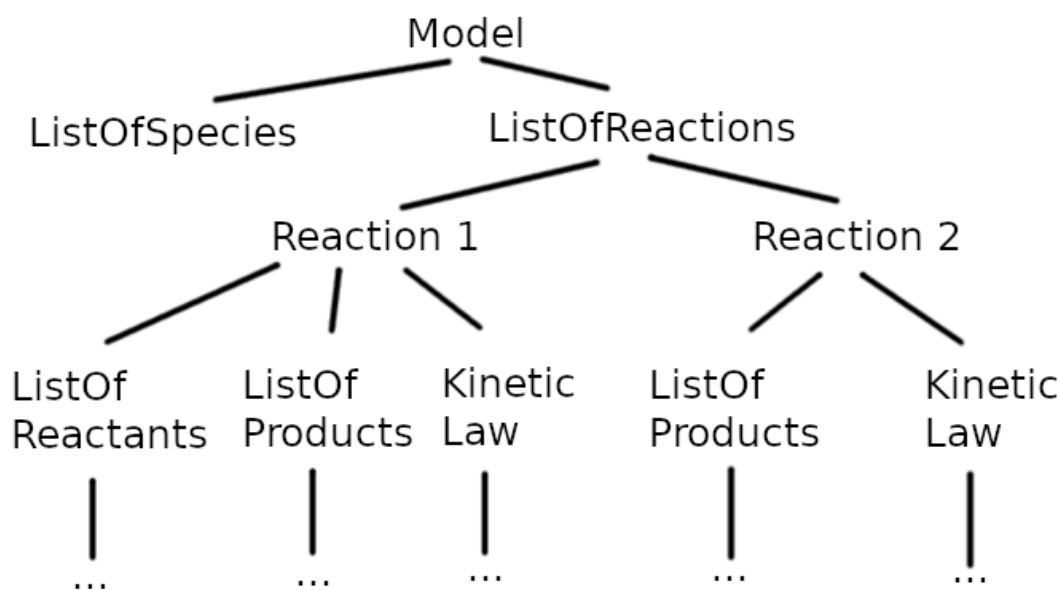 Model
ListOfSpecies
ListOfReactions
Reaction 1
Reaction 2
ListOf
Reactants
ListOf
Products
Kinetic
Law
ListOf
Products
Kinetic
Law
...
...
...
...
...